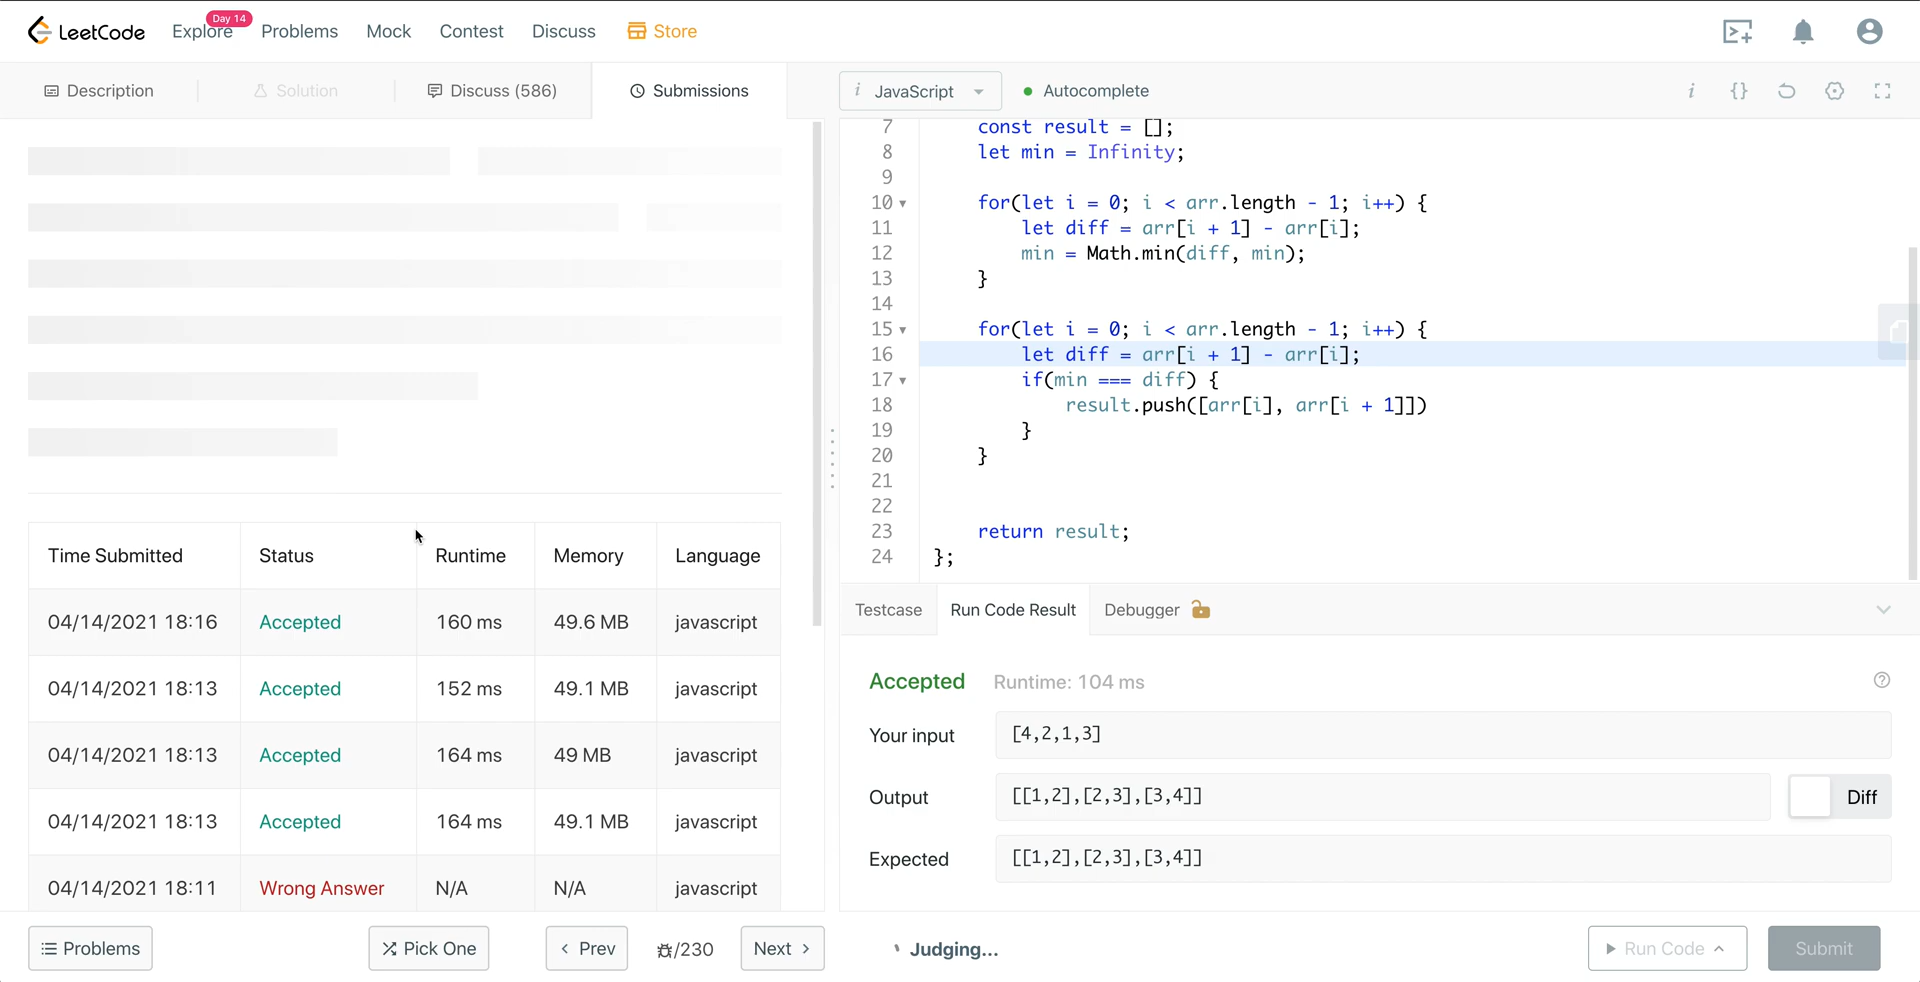 LeetCode
Explore
Day 14
Problems
Mock
Contest
Discuss
Store
Description
Solution
Discuss (586)
Submissions
i JavaScript
Autocomplete
i {}
7 const result = [];
8 let min = Infinity;
9
10 for(let i = 0; i < arr.length - 1; i++) {
11 let diff = arr[i + 1] - arr[i];
12 min = Math.min(diff, min);
13 }
14
15 for(let i = 0; i < arr.length - 1; i++) {
16 let diff = arr[i + 1] - arr[i];
17 if(min === diff) {
18 result.push([arr[i], arr[i + 1]])
19 }
20 }
21
22
23 return result;
24 };
Time Submitted Status Runtime Memory Language
04/14/2021 18:16 Accepted 160 ms 49.6 MB javascript
04/14/2021 18:13 Accepted 152 ms 49.1 MB javascript
04/14/2021 18:13 Accepted 164 ms 49 MB javascript
04/14/2021 18:13 Accepted 164 ms 49.1 MB javascript
04/14/2021 18:11 Wrong Answer N/A N/A javascript
Testcase
Run Code Result
Debugger
Accepted Runtime: 104 ms
Your input [4,2,1,3]
Output [[1,2],[2,3],[3,4]]
Diff
Expected [[1,2],[2,3],[3,4]]
Problems
Pick One
< Prev
/230
Next >
Judging...
Run Code
Submit